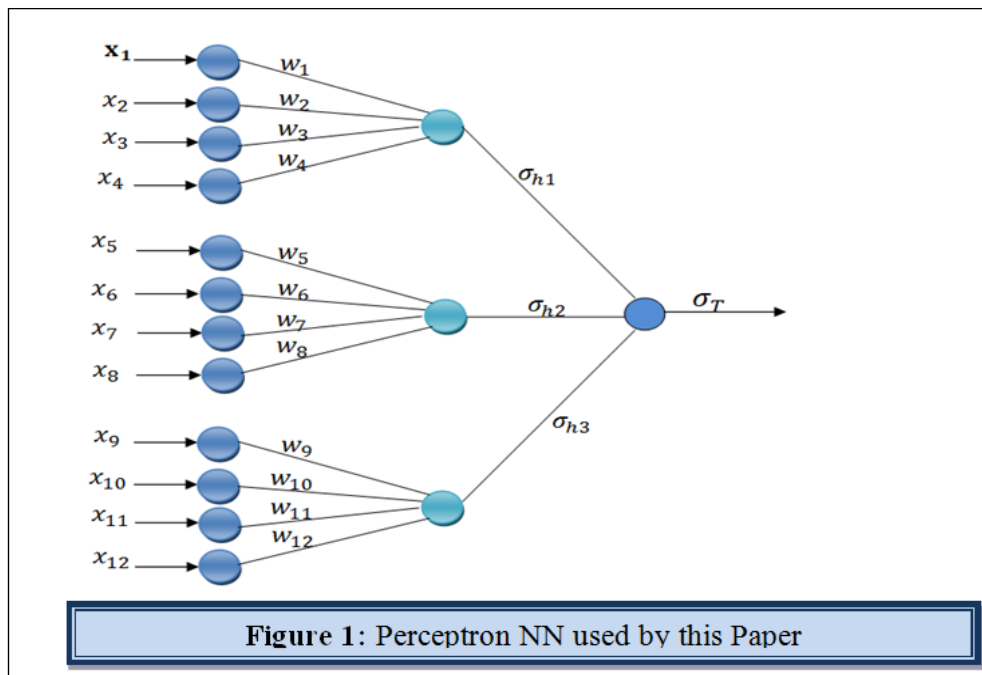 x₁
w₁
x₂
w₂
x₃
w₃
x₄
w₄
σₕ₁
x₅
w₅
x₆
w₆
x₇
w₇
x₈
w₈
σₕ₂
σ_T
x₉
w₉
x₁₀
w₁₀
x₁₁
w₁₁
x₁₂
w₁₂
σₕ₃
Figure 1: Perceptron NN used by this Paper